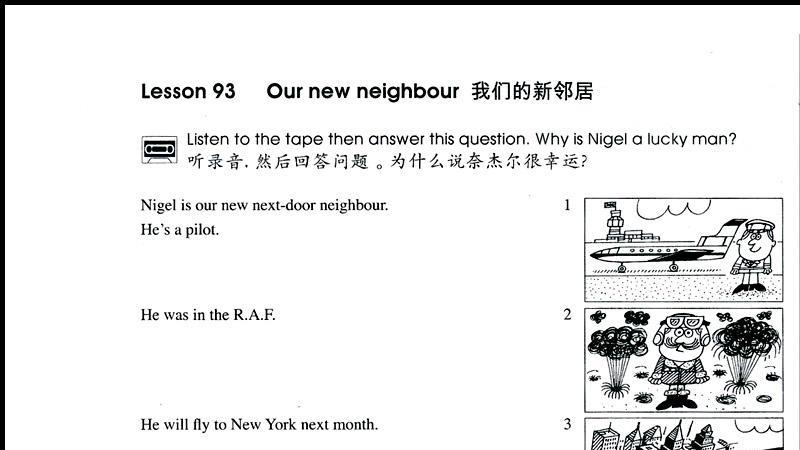 Lesson 93 Our new neighbour 我们的新邻居
Listen to the tape then answer this question. Why is Nigel a lucky man?
听录音，然后回答问题。为什么说奈杰尔很幸运?
Nigel is our new next-door neighbour.
He's a pilot.
1
He was in the R.A.F.
2
He will fly to New York next month.
3